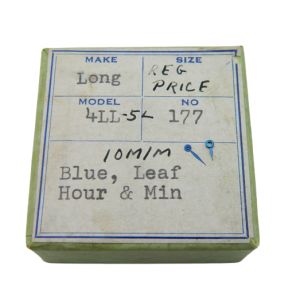 MAKE SIZE
Long REG PRICE
MODEL NO
4LL-5L 177
10M/M
Blue, Leaf
Hour & Min